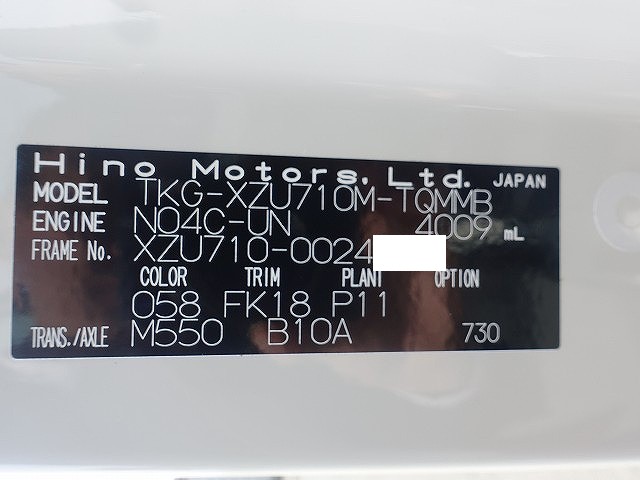 Hino Motors, Ltd. JAPAN
MODEL TKG-XZU710M-TQMMB
ENGINE N04C-UN 4009 mL
FRAME No. XZU710-0024
COLOR TRIM PLANT OPTION
058 FK18 P11
TRANS./AXLE M550 B10A 730